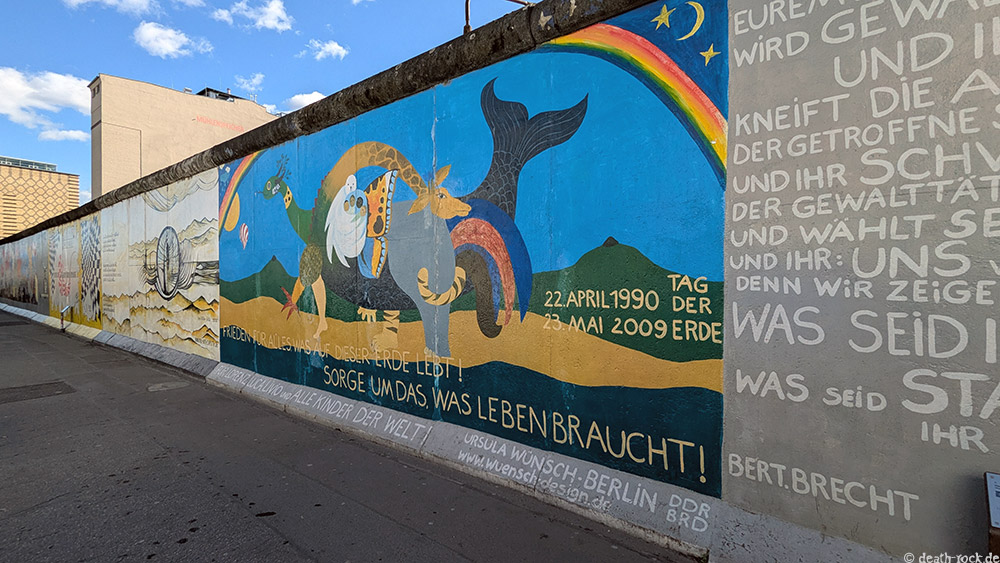 22.APRIL 1990
23.MAI 2009
TAG
DER
ERDE
FRIEDEN FÜR ALLES, WAS AUF DIESER ERDE LEBT!
SORGE UM DAS, WAS LEBEN BRAUCHT!
UND ALLE KINDER DER WELT!
URSULA WÜNSCH·BERLIN DDR
BRD
www.wuensch-design.de
EUREM
WIRD GEWAL
UND I
KNEIFT DIE A
DER GETROFFNE
UND IHR SCHW
DER GEWALTTÄT
UND WÄHLT SE
UND IHR: UNS
DENN WIR ZEIGE
WAS SEID I
WAS SEID STA
IHR
BERT. BRECHT
© death-rock.de